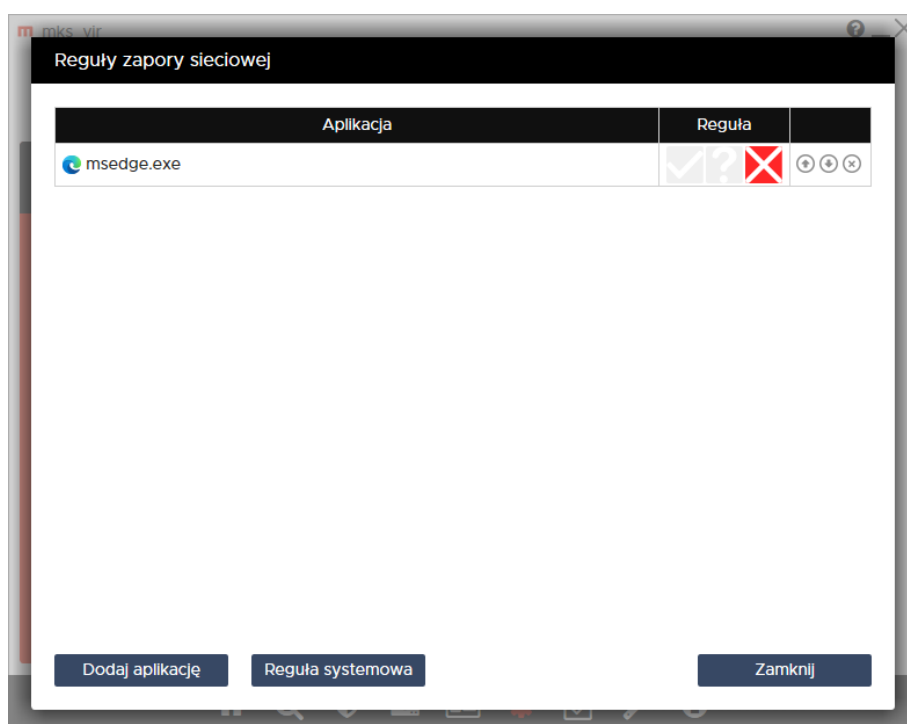 mks_vir
Reguły zapory sieciowej
Aplikacja Reguła
msedge.exe
Dodaj aplikację Reguła systemowa Zamknij